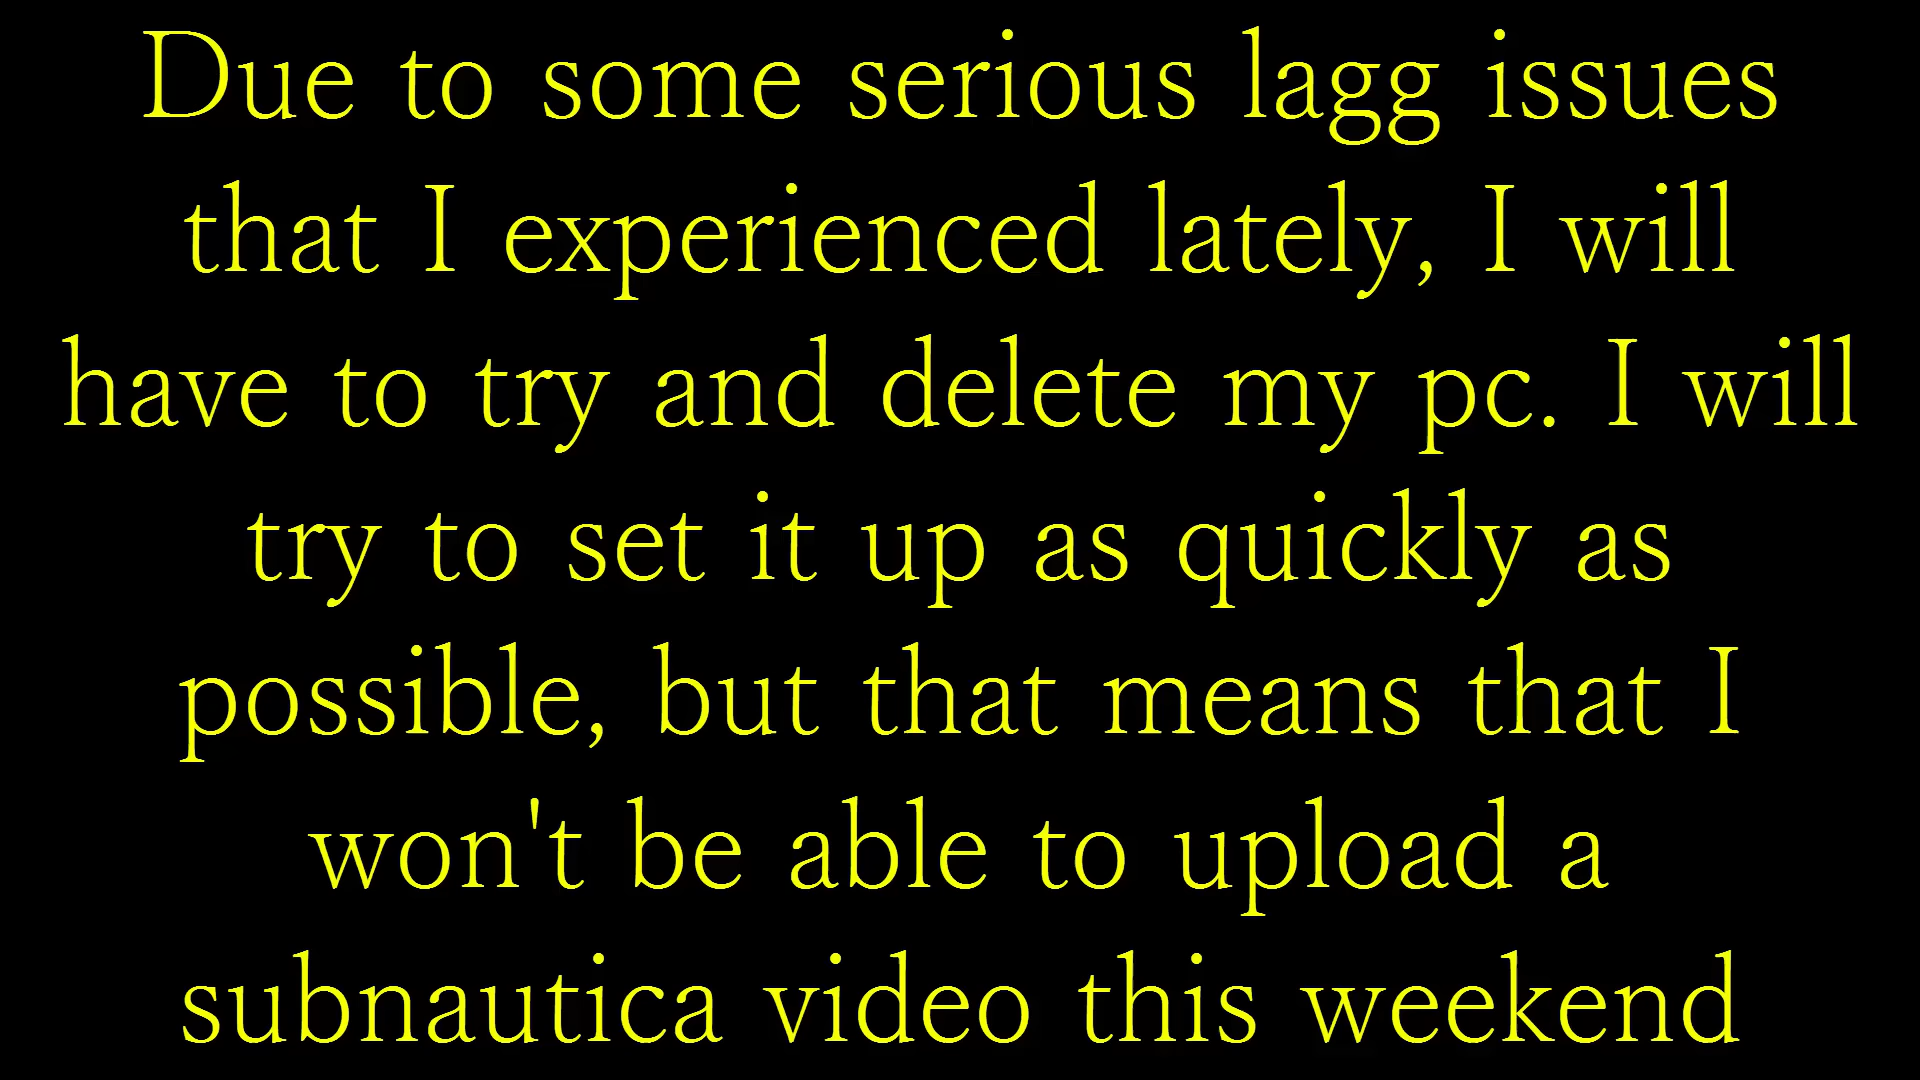 Due to some serious lagg issues
that I experienced lately, I will
have to try and delete my pc. I will
try to set it up as quickly as
possible, but that means that I
won't be able to upload a
subnautica video this weekend